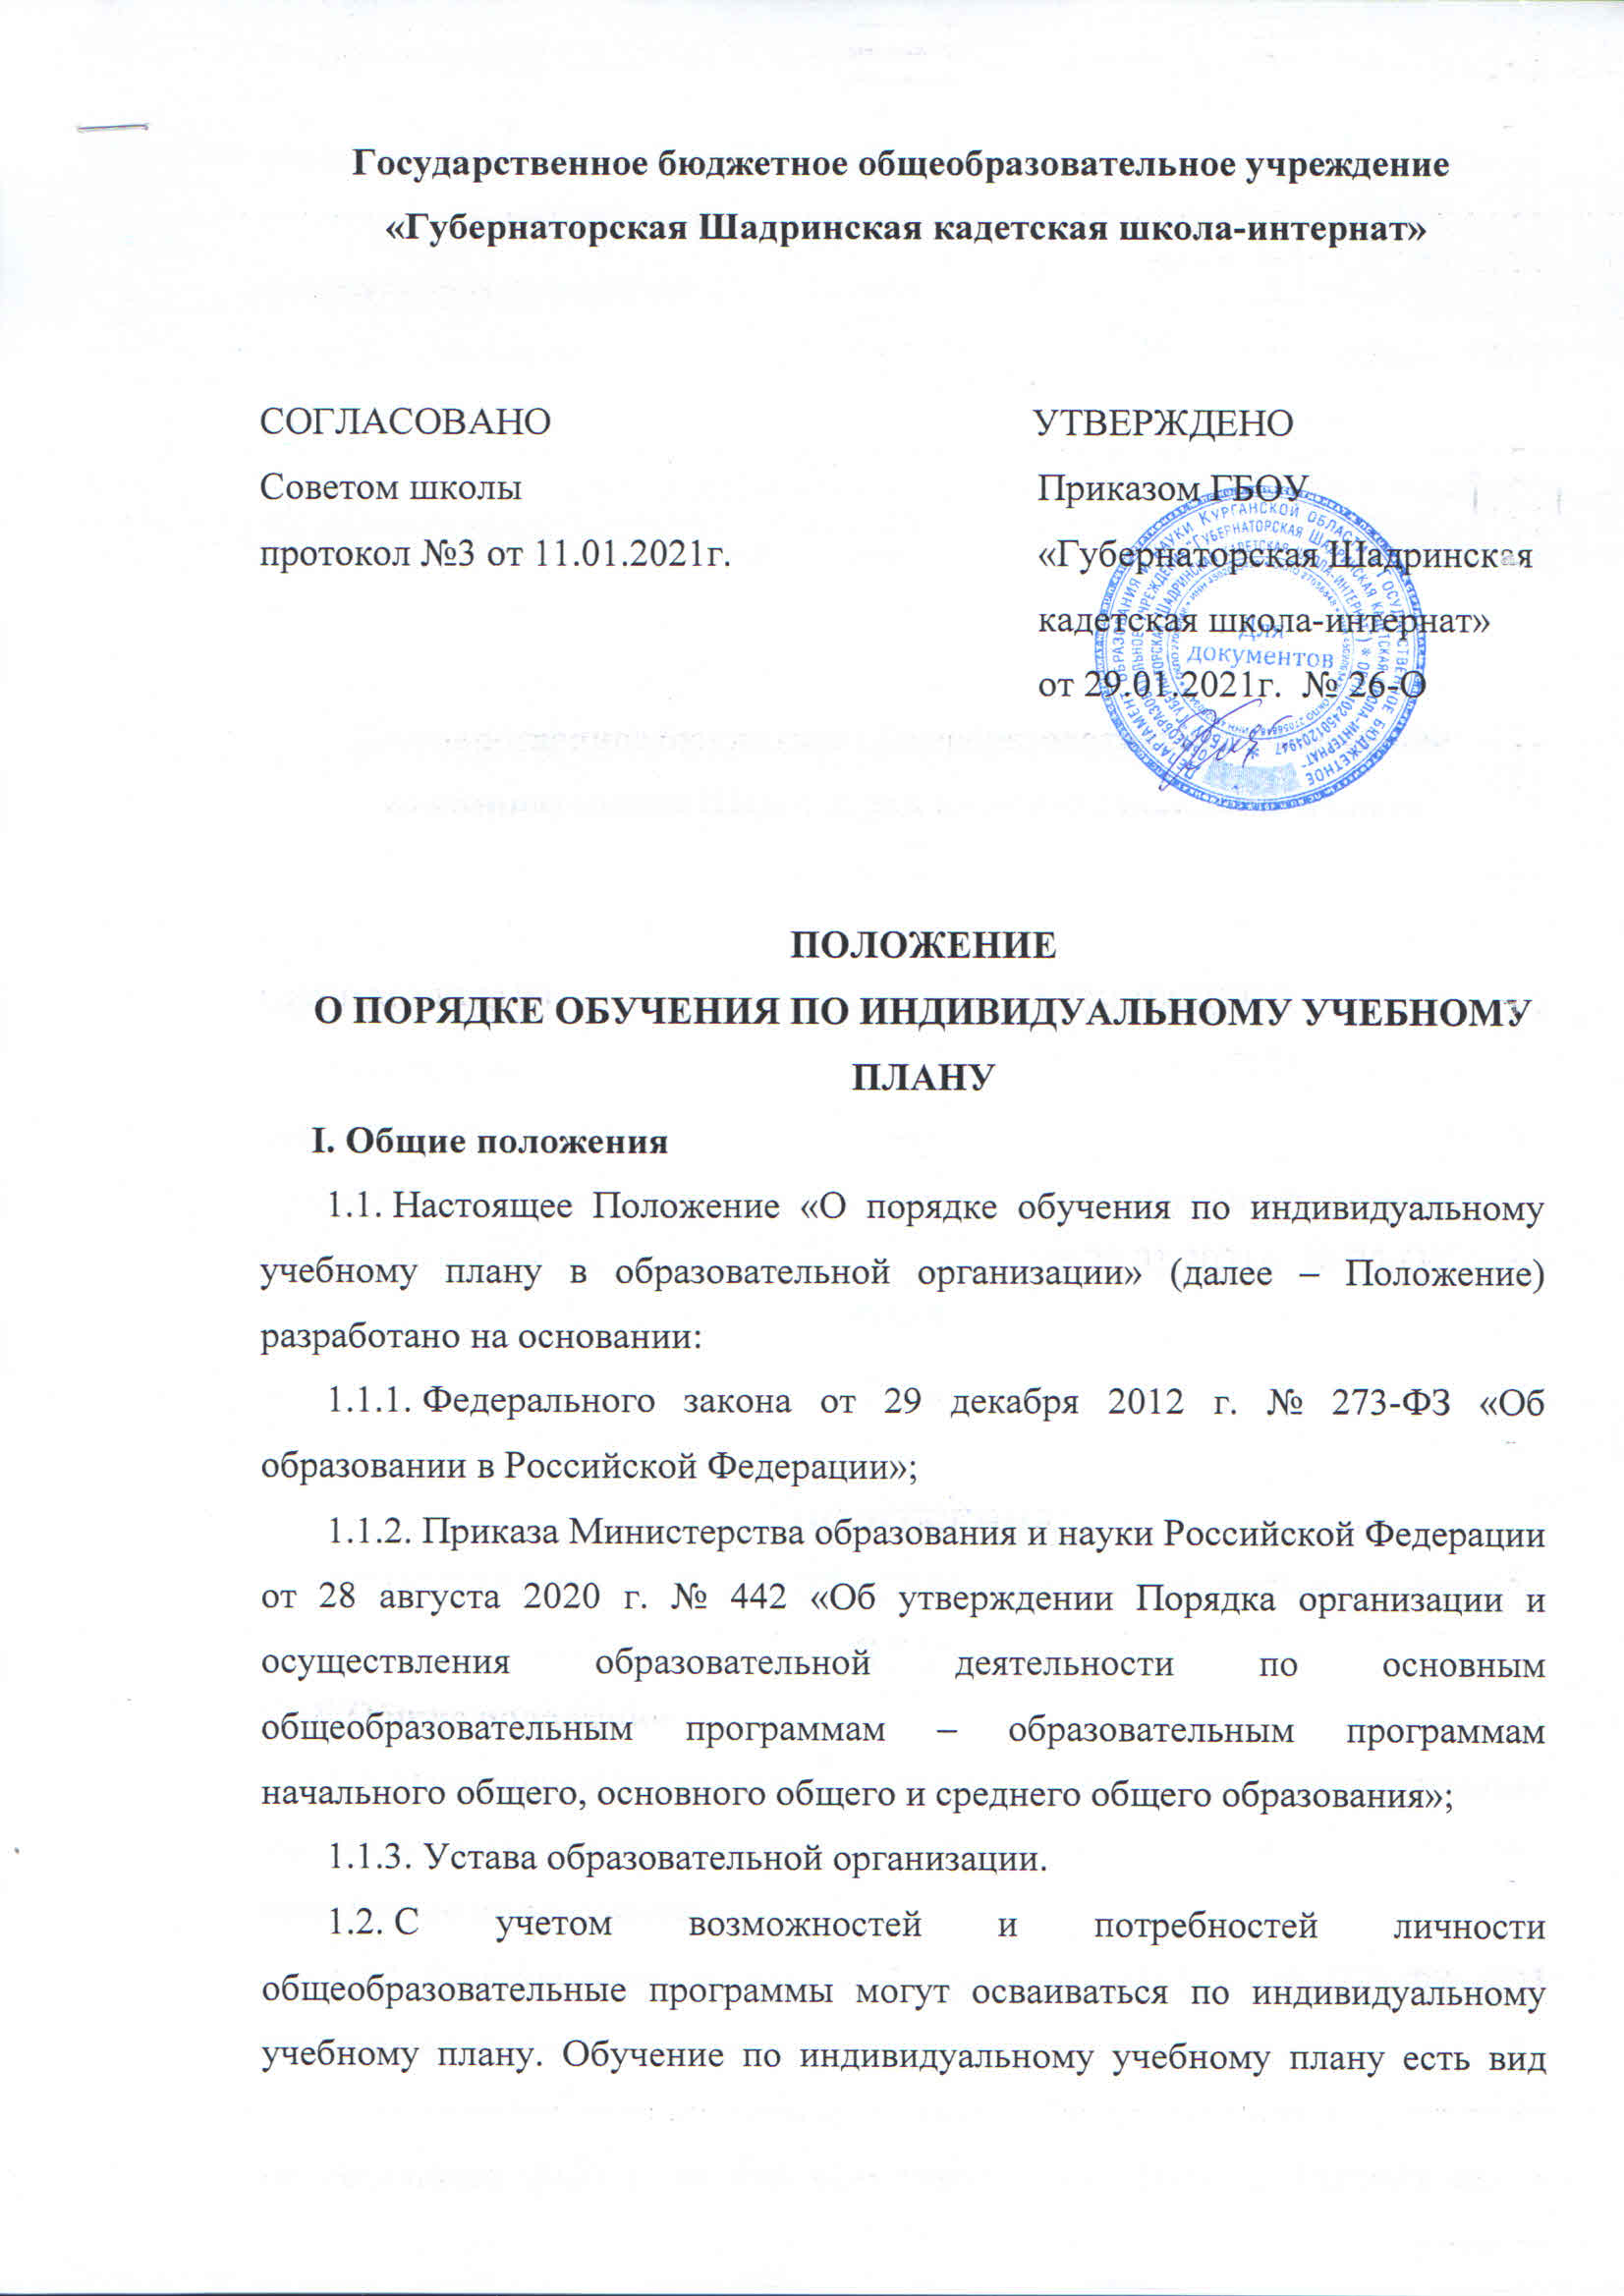 Государственное бюджетное общеобразовательное учреждение
«Губернаторская Шадринская кадетская школа-интернат»
СОГЛАСОВАНО
Советом школы
протокол №3 от 11.01.2021г.
УТВЕРЖДЕНО
Приказом ГБОУ
«Губернаторская Шадринская
кадетская школа-интернат»
от 29.01.2021г. № 26-О
Для
документов
ПОЛОЖЕНИЕ
О ПОРЯДКЕ ОБУЧЕНИЯ ПО ИНДИВИДУАЛЬНОМУ УЧЕБНОМУ
ПЛАНУ
I. Общие положения
1.1. Настоящее Положение «О порядке обучения по индивидуальному
учебному плану в образовательной организации» (далее – Положение)
разработано на основании:
1.1.1. Федерального закона от 29 декабря 2012 г. № 273-ФЗ «Об
образовании в Российской Федерации»;
1.1.2. Приказа Министерства образования и науки Российской Федерации
от 28 августа 2020 г. № 442 «Об утверждении Порядка организации и
осуществления образовательной деятельности по основным
общеобразовательным программам – образовательным программам
начального общего, основного общего и среднего общего образования»;
1.1.3. Устава образовательной организации.
1.2. С учетом возможностей и потребностей личности
общеобразовательные программы могут осваиваться по индивидуальному
учебному плану. Обучение по индивидуальному учебному плану есть вид